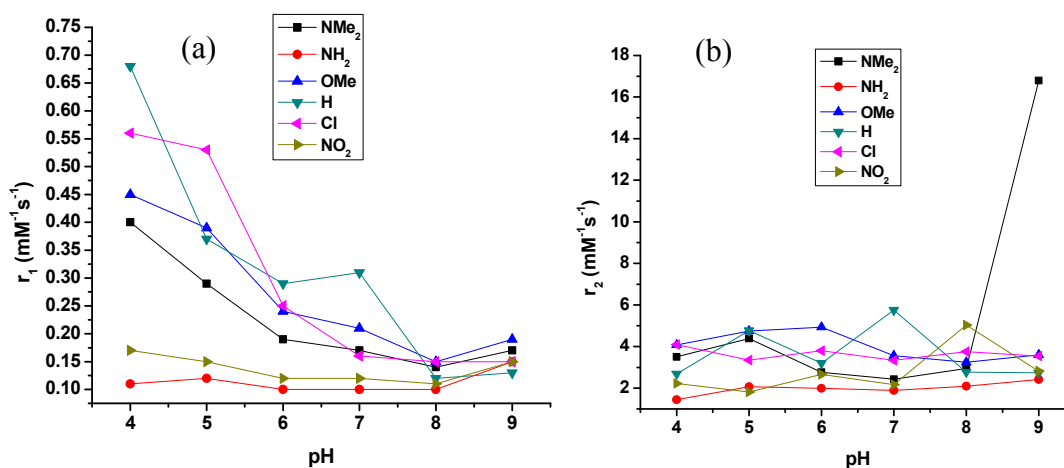 (a)
NMe₂
NH₂
OMe
H
Cl
NO₂
0.75
0.70
0.65
0.60
0.55
0.50
0.45
0.40
0.35
0.30
0.25
0.20
0.15
0.10
r₁ (mM⁻¹s⁻¹)
4 5 6 7 8 9
pH
(b)
NMe₂
NH₂
OMe
H
Cl
NO₂
18
16
14
12
10
8
6
4
2
r₂ (mM⁻¹s⁻¹)
4 5 6 7 8 9
pH